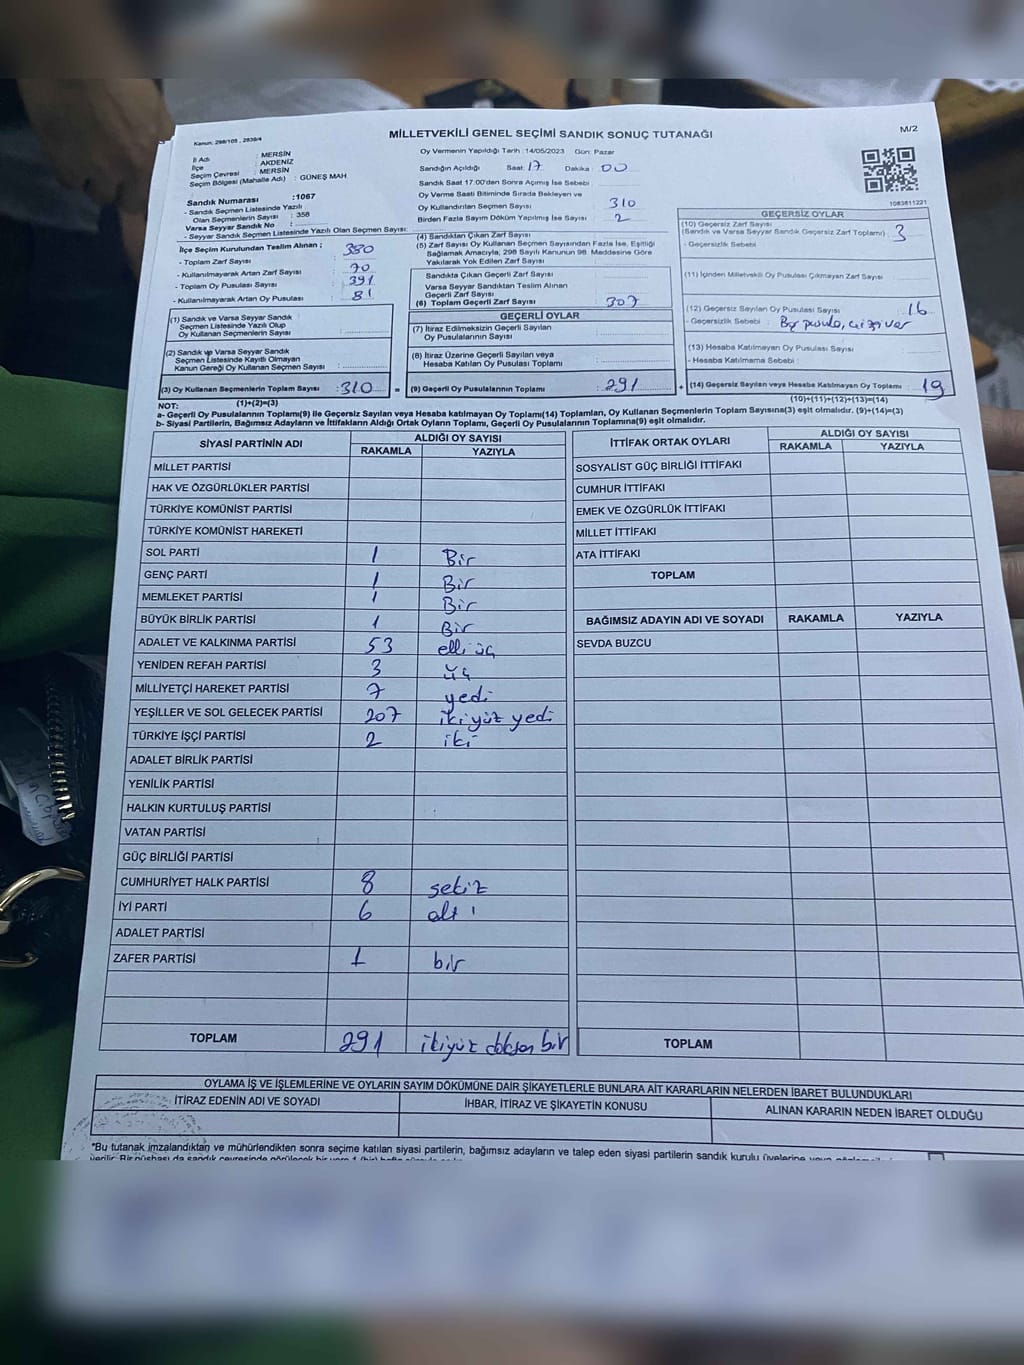 Kanun: 298/105 , 2839/4
MİLLETVEKİLİ GENEL SEÇİMİ SANDIK SONUÇ TUTANAĞI
M/2
İl Adı : MERSİN
İlçe : AKDENİZ
Seçim Çevresi : MERSİN
Seçim Bölgesi (Mahalle Adı) : GÜNEŞ MAH
Sandık Numarası :1067
- Sandık Seçmen Listesinde Yazılı
Olan Seçmenlerin Sayısı : 358
Varsa Seyyar Sandık No :
- Seyyar Sandık Seçmen Listesinde Yazılı Olan Seçmen Sayısı:
İlçe Seçim Kurulundan Teslim Alınan ;
- Toplam Zarf Sayısı : 380
- Kullanılmayarak Artan Zarf Sayısı : 70
- Toplam Oy Pusulası Sayısı : 391
- Kullanılmayarak Artan Oy Pusulası : 81
(1) Sandık ve Varsa Seyyar Sandık
Seçmen Listesinde Yazılı Olup
Oy Kullanan Seçmenlerin Sayısı :
(2) Sandık ve Varsa Seyyar Sandık
Seçmen Listesinde Kayıtlı Olmayan
Kanun Gereği Oy Kullanan Seçmen Sayısı :
(3) Oy Kullanan Seçmenlerin Toplam Sayısı : 310 =
(1)+(2)=(3)
Oy Vermenin Yapıldığı Tarih :14/05/2023 Gün: Pazar
Sandığın Açıldığı Saat: 17 Dakika : 00
Sandık Saat 17.00'den Sonra Açılmış İse Sebebi :
Oy Verme Saati Bitiminde Sırada Bekleyen ve
Oy Kullandırılan Seçmen Sayısı : 310
Birden Fazla Sayım Döküm Yapılmış İse Sayısı : 2
(4) Sandıktan Çıkan Zarf Sayısı
(5) Zarf Sayısı Oy Kullanan Seçmen Sayısından Fazla İse, Eşitliği
Sağlamak Amacıyla, 298 Sayılı Kanunun 98. Maddesine Göre
Yakılarak Yok Edilen Zarf Sayısı
Sandıkta Çıkan Geçerli Zarf Sayısı
Varsa Seyyar Sandıktan Teslim Alınan
Geçerli Zarf Sayısı
(6) Toplam Geçerli Zarf Sayısı : 307
GEÇERLİ OYLAR
(7) İtiraz Edilmeksizin Geçerli Sayılan
Oy Pusulalarının Sayısı
(8) İtiraz Üzerine Geçerli Sayılan veya
Hesaba Katılan Oy Pusulası Toplamı
(9) Geçerli Oy Pusulalarının Toplamı : 291 +
1083811221
GEÇERSİZ OYLAR
(10) Geçersiz Zarf Sayısı
(Sandık ve Varsa Seyyar Sandık Geçersiz Zarf Toplamı) : 3
- Geçersizlik Sebebi :
(11) İçinden Milletvekili Oy Pusulası Çıkmayan Zarf Sayısı
(12) Geçersiz Sayılan Oy Pusulası Sayısı : 16
- Geçersizlik Sebebi :
(13) Hesaba Katılmayan Oy Pusulası Sayısı
- Hesaba Katılmama Sebebi :
(14) Geçersiz Sayılan veya Hesaba Katılmayan Oy Toplamı : 19
(10)+(11)+(12)+(13)=(14)
NOT:
a- Geçerli Oy Pusulalarının Toplamı(9) ile Geçersiz Sayılan veya Hesaba katılmayan Oy Toplamı(14) Toplamları, Oy Kullanan Seçmenlerin Toplam Sayısına(3) eşit olmalıdır. (9)+(14)=(3)
b- Siyasi Partilerin, Bağımsız Adayların ve İttifakların Aldığı Ortak Oyların Toplamı, Geçerli Oy Pusulalarının Toplamına(9) eşit olmalıdır.
SİYASİ PARTİNİN ADI ALDIĞI OY SAYISI
RAKAMLA YAZIYLA
MİLLET PARTİSİ
HAK VE ÖZGÜRLÜKLER PARTİSİ
TÜRKİYE KOMÜNİST PARTİSİ
TÜRKİYE KOMÜNİST HAREKETİ
SOL PARTİ 1 Bir
GENÇ PARTİ 1 Bir
MEMLEKET PARTİSİ 1 Bir
BÜYÜK BİRLİK PARTİSİ 1 Bir
ADALET VE KALKINMA PARTİSİ 53 elli üç
YENİDEN REFAH PARTİSİ 3 üç
MİLLİYETÇİ HAREKET PARTİSİ 7 yedi
YEŞİLLER VE SOL GELECEK PARTİSİ 207 ikiyüz yedi
TÜRKİYE İŞÇİ PARTİSİ 2 iki
ADALET BİRLİK PARTİSİ
YENİLİK PARTİSİ
HALKIN KURTULUŞ PARTİSİ
VATAN PARTİSİ
GÜÇ BİRLİĞİ PARTİSİ
CUMHURİYET HALK PARTİSİ 8 sekiz
İYİ PARTİ 6 altı
ADALET PARTİSİ
ZAFER PARTİSİ 1 bir
TOPLAM 291 ikiyüz doksan bir
İTTİFAK ORTAK OYLARI ALDIĞI OY SAYISI
RAKAMLA YAZIYLA
SOSYALİST GÜÇ BİRLİĞİ İTTİFAKI
CUMHUR İTTİFAKI
EMEK VE ÖZGÜRLÜK İTTİFAKI
MİLLET İTTİFAKI
ATA İTTİFAKI
TOPLAM
BAĞIMSIZ ADAYIN ADI VE SOYADI RAKAMLA YAZIYLA
SEVDA BUZCU
TOPLAM
OYLAMA İŞ VE İŞLEMLERİNE VE OYLARIN SAYIM DÖKÜMÜNE DAİR ŞİKAYETLERLE BUNLARA AİT KARARLARIN NELERDEN İBARET BULUNDUKLARI
İTİRAZ EDENİN ADI VE SOYADI İHBAR, İTİRAZ VE ŞİKAYETİN KONUSU ALINAN KARARIN NEDEN İBARET OLDUĞU
*Bu tutanak imzalandıktan ve mühürlendikten sonra seçime katılan siyasi partilerin, bağımsız adayların ve talep eden siyasi partilerin sandık kurulu üyelerine veya